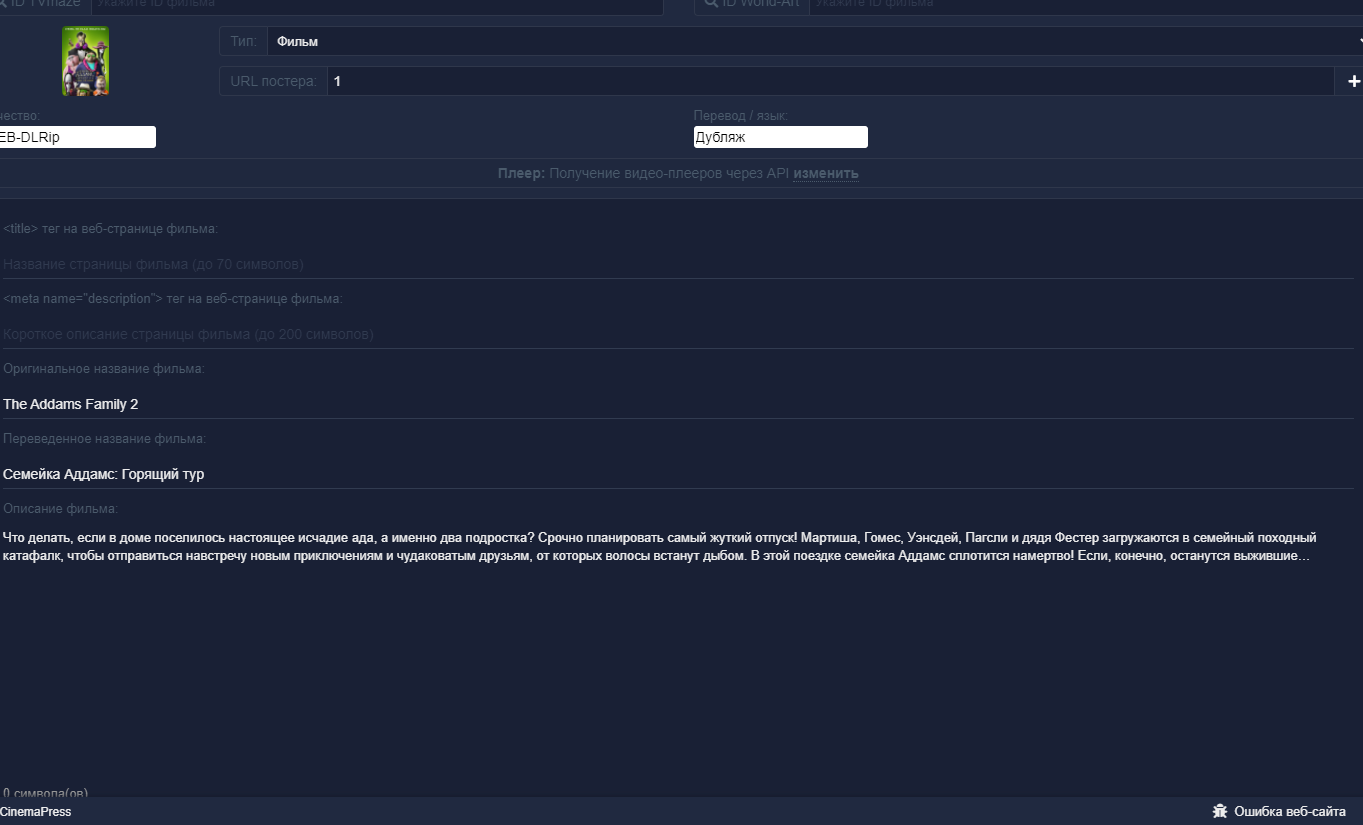 ID TVmaze Укажите ID фильма ID World-Art Укажите ID фильма
Тип: Фильм
URL постера: 1
чество: Перевод / язык:
EB-DLRip Дубляж
Плеер: Получение видео-плееров через API изменить
<title> тег на веб-странице фильма:
Название страницы фильма (до 70 символов)
<meta name="description"> тег на веб-странице фильма:
Короткое описание страницы фильма (до 200 символов)
Оригинальное название фильма:
The Addams Family 2
Переведенное название фильма:
Семейка Аддамс: Горящий тур
Описание фильма:
Что делать, если в доме поселилось настоящее исчадие ада, а именно два подростка? Срочно планировать самый жуткий отпуск! Мартиша, Гомес, Уэнсдей, Пагсли и дядя Фестер загружаются в семейный походный
катафалк, чтобы отправиться навстречу новым приключениям и чудаковатым друзьям, от которых волосы встанут дыбом. В этой поездке семейка Аддамс сплотится намертво! Если, конечно, останутся выжившие…
0 символа(ов)
CinemaPress Ошибка веб-сайта